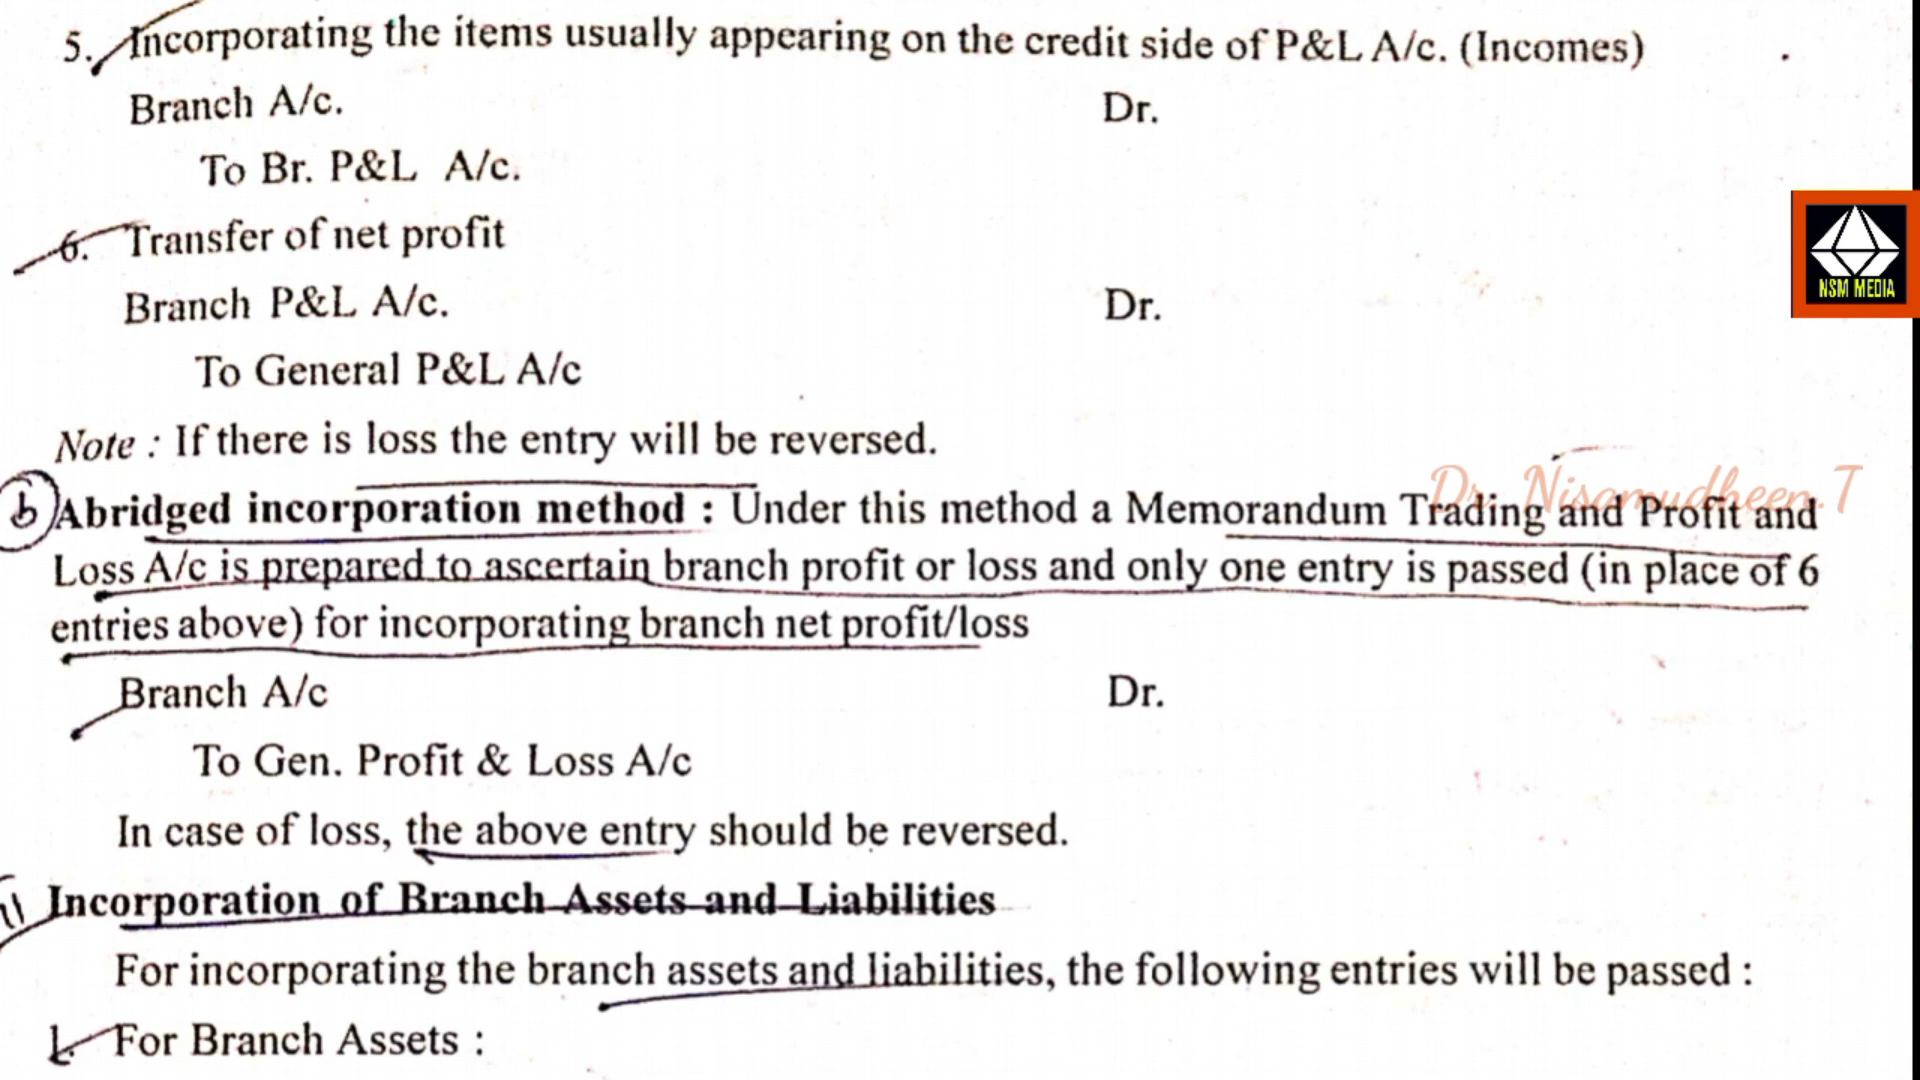 5. Incorporating the items usually appearing on the credit side of P&L A/c. (Incomes)
Branch A/c. Dr.
To Br. P&L A/c.
6. Transfer of net profit
Branch P&L A/c. Dr.
To General P&L A/c
Note : If there is loss the entry will be reversed.
b) Abridged incorporation method : Under this method a Memorandum Trading and Profit and
Loss A/c is prepared to ascertain branch profit or loss and only one entry is passed (in place of 6
entries above) for incorporating branch net profit/loss
Branch A/c Dr.
To Gen. Profit & Loss A/c
In case of loss, the above entry should be reversed.
ii Incorporation of Branch Assets and Liabilities
For incorporating the branch assets and liabilities, the following entries will be passed :
1. For Branch Assets :
NSM MEDIA
Dr. Nisamudheen.T